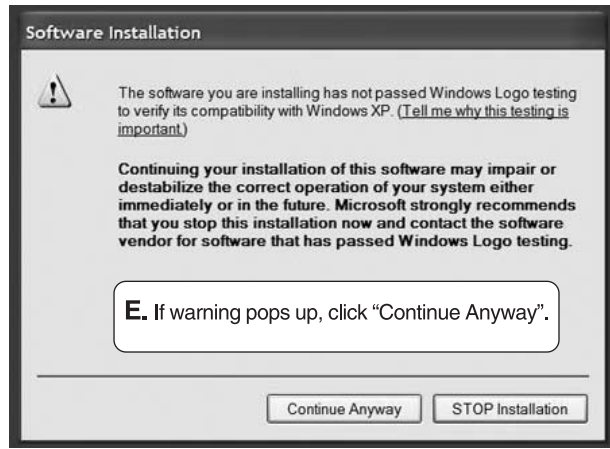 Software Installation
The software you are installing has not passed Windows Logo testing
to verify its compatibility with Windows XP. (Tell me why this testing is
important.)
Continuing your installation of this software may impair or
destabilize the correct operation of your system either
immediately or in the future. Microsoft strongly recommends
that you stop this installation now and contact the software
vendor for software that has passed Windows Logo testing.
E. If warning pops up, click “Continue Anyway”.
Continue Anyway STOP Installation